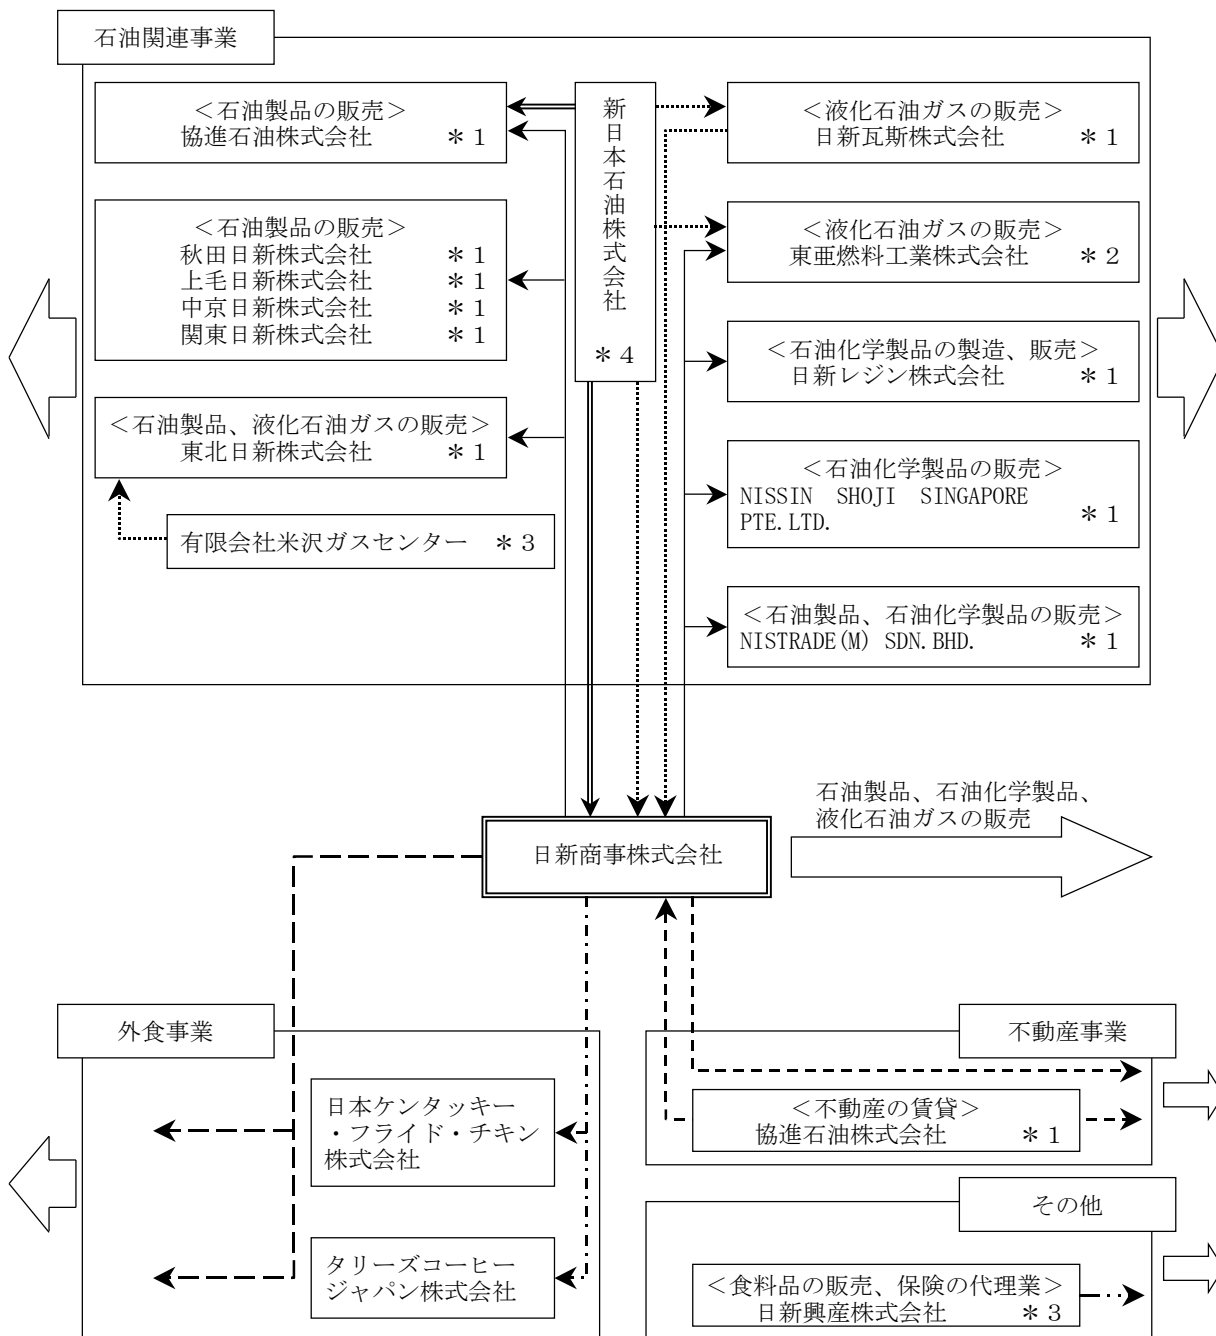 石油関連事業
＜石油製品の販売＞
協進石油株式会社　　　＊１
＜石油製品の販売＞
秋田日新株式会社　　　＊１
上毛日新株式会社　　　＊１
中京日新株式会社　　　＊１
関東日新株式会社　　　＊１
＜石油製品、液化石油ガスの販売＞
東北日新株式会社　　　＊１
有限会社米沢ガスセンター　＊３
新日本石油株式会社
＊４
＜液化石油ガスの販売＞
日新瓦斯株式会社　　　＊１
＜液化石油ガスの販売＞
東亜燃料工業株式会社　　＊２
＜石油化学製品の製造、販売＞
日新レジン株式会社　　　＊１
＜石油化学製品の販売＞
NISSIN　SHOJI　SINGAPORE
PTE.LTD.　　＊１
＜石油製品、石油化学製品の販売＞
NISTRADE(M) SDN.BHD.　　＊１
石油製品、石油化学製品、
液化石油ガスの販売
日新商事株式会社
外食事業
日本ケンタッキー
・フライド・チキン
株式会社
タリーズコーヒー
ジャパン株式会社
不動産事業
＜不動産の賃貸＞
協進石油株式会社　　　＊１
その他
＜食料品の販売、保険の代理業＞
日新興産株式会社　　　＊３